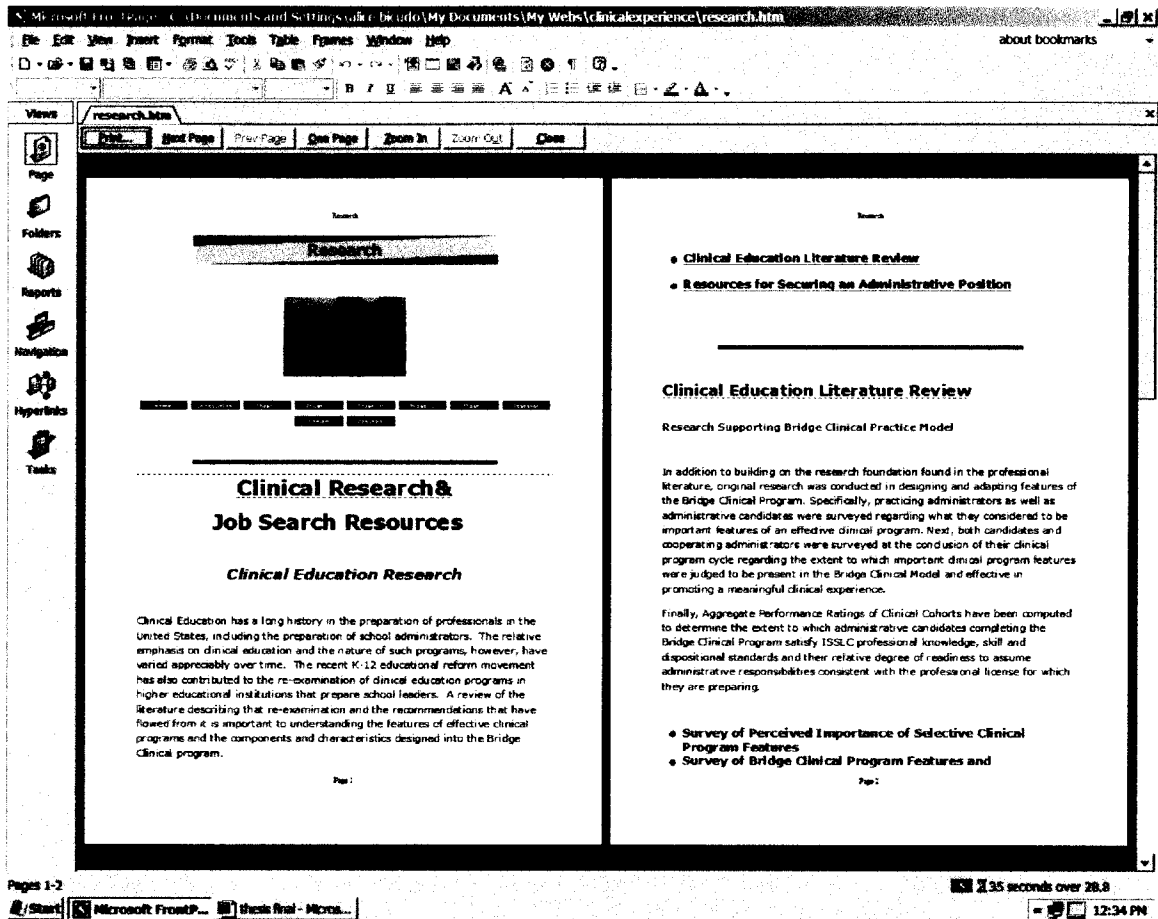 Microsoft FrontPage - C:\Documents and Settings\alice bicudo\My Documents\My Webs\clinicalexperience\research.htm
File Edit View Insert Format Tools Table Frames Window Help about bookmarks
B I U A A A
Views research.htm
Print... Next Page Prev Page One Page Zoom In Zoom Out Close
Page
Folders
Reports
Navigation
Hyperlinks
Tasks
Research
Research
Clinical Research&
Job Search Resources
Clinical Education Research
Clinical Education has a long history in the preparation of professionals in the
United States, including the preparation of school administrators. The relative
emphasis on clinical education and the nature of such programs, however, have
varied appreciably over time. The recent K-12 educational reform movement
has also contributed to the re-examination of clinical education programs in
higher educational institutions that prepare school leaders. A review of the
literature describing that re-examination and the recommendations that have
flowed from it is important to understanding the features of effective clinical
programs and the components and characteristics designed into the Bridge
Clinical program.
Page 1
Research
• Clinical Education Literature Review
• Resources for Securing an Administrative Position
Clinical Education Literature Review
Research Supporting Bridge Clinical Practice Model
In addition to building on the research foundation found in the professional
literature, original research was conducted in designing and adapting features of
the Bridge Clinical Program. Specifically, practicing administrators as well as
administrative candidates were surveyed regarding what they considered to be
important features of an effective clinical program. Next, both candidates and
cooperating administrators were surveyed at the conclusion of their clinical
program cycle regarding the extent to which important clinical program features
were judged to be present in the Bridge Clinical Model and effective in
promoting a meaningful clinical experience.
Finally, Aggregate Performance Ratings of Clinical Cohorts have been computed
to determine the extent to which administrative candidates completing the
Bridge Clinical Program satisfy ISSLC professional knowledge, skill and
dispositional standards and their relative degree of readiness to assume
administrative responsibilities consistent with the professional license for which
they are preparing.
• Survey of Perceived Importance of Selective Clinical
Program Features
• Survey of Bridge Clinical Program Features and
Page 2
Pages 1-2 35 seconds over 28.8
Start Microsoft FrontP... thesis final - Micros... 12:34 PM